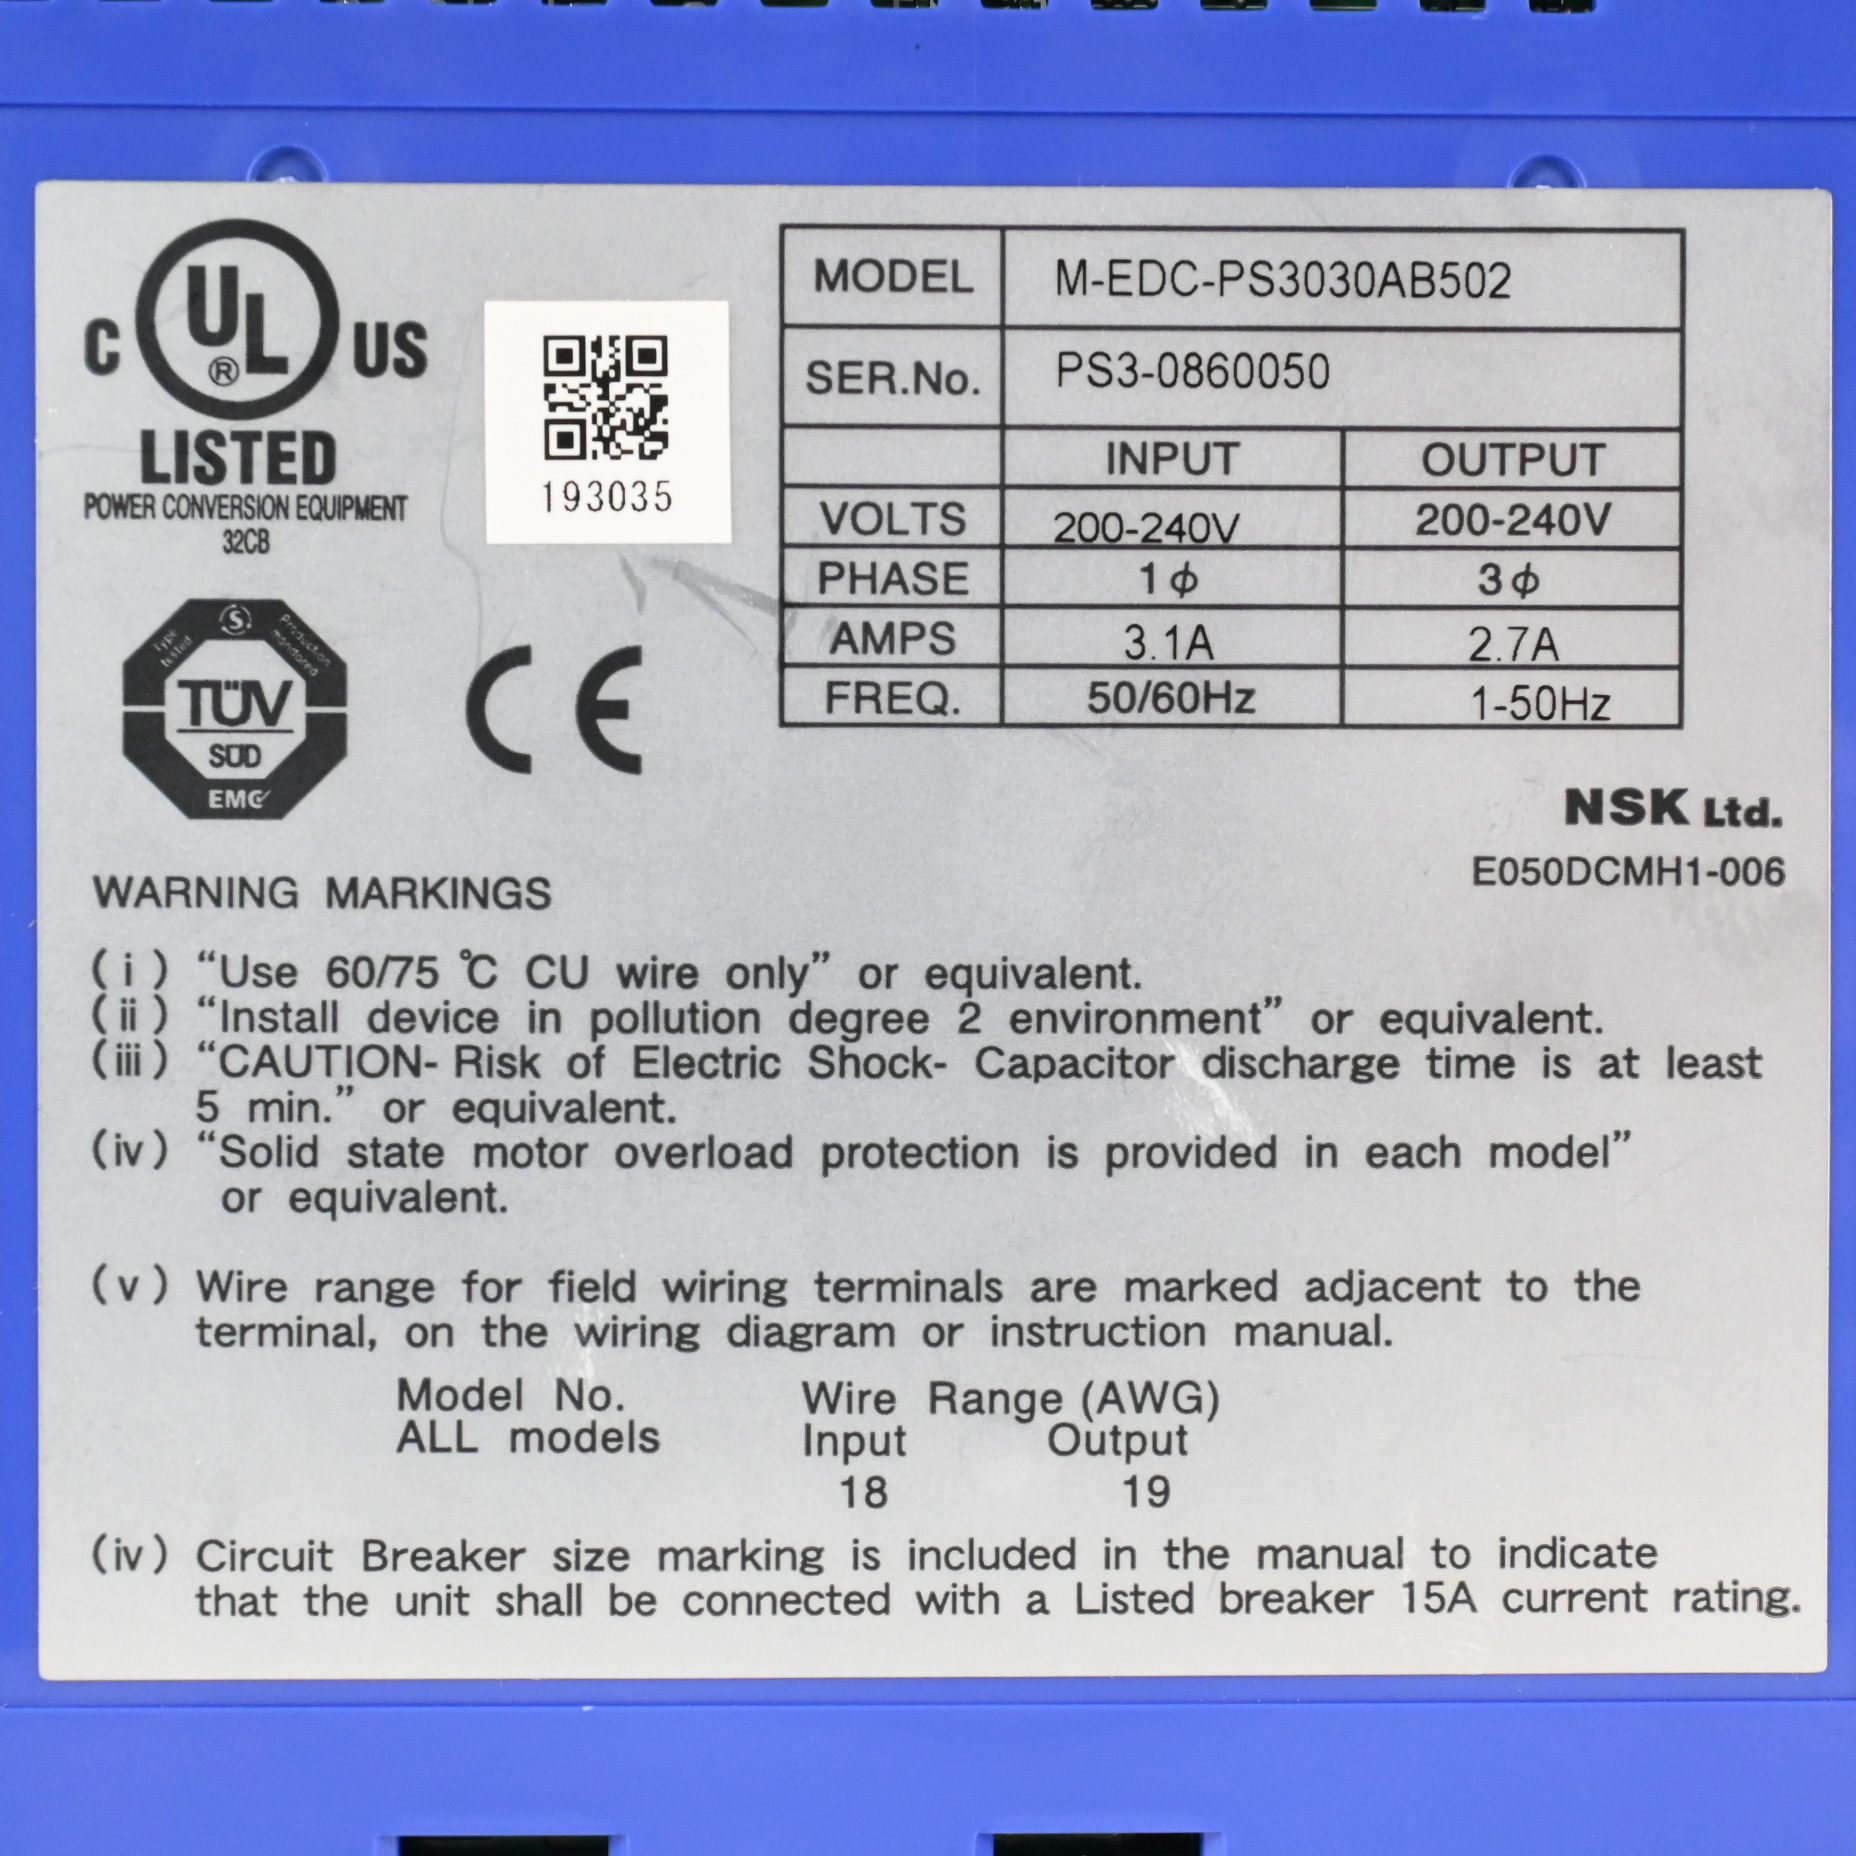 C UL ® US
LISTED
POWER CONVERSION EQUIPMENT
32CB
193035
MODEL M-EDC-PS3030AB502
SER.No. PS3-0860050
INPUT OUTPUT
VOLTS 200-240V 200-240V
PHASE 1ϕ 3ϕ
AMPS 3.1A 2.7A
FREQ. 50/60Hz 1-50Hz
Type tested
S
Production monitored
TÜV
SÜD
EMC
CE
NSK Ltd.
E050DCMH1-006
WARNING MARKINGS
(i) “Use 60/75 ℃ CU wire only” or equivalent.
(ii) “Install device in pollution degree 2 environment” or equivalent.
(iii) “CAUTION- Risk of Electric Shock- Capacitor discharge time is at least
5 min.” or equivalent.
(iv) “Solid state motor overload protection is provided in each model”
or equivalent.
(v) Wire range for field wiring terminals are marked adjacent to the
terminal, on the wiring diagram or instruction manual.
Model No. Wire Range (AWG)
ALL models Input Output
18 19
(iv) Circuit Breaker size marking is included in the manual to indicate
that the unit shall be connected with a Listed breaker 15A current rating.